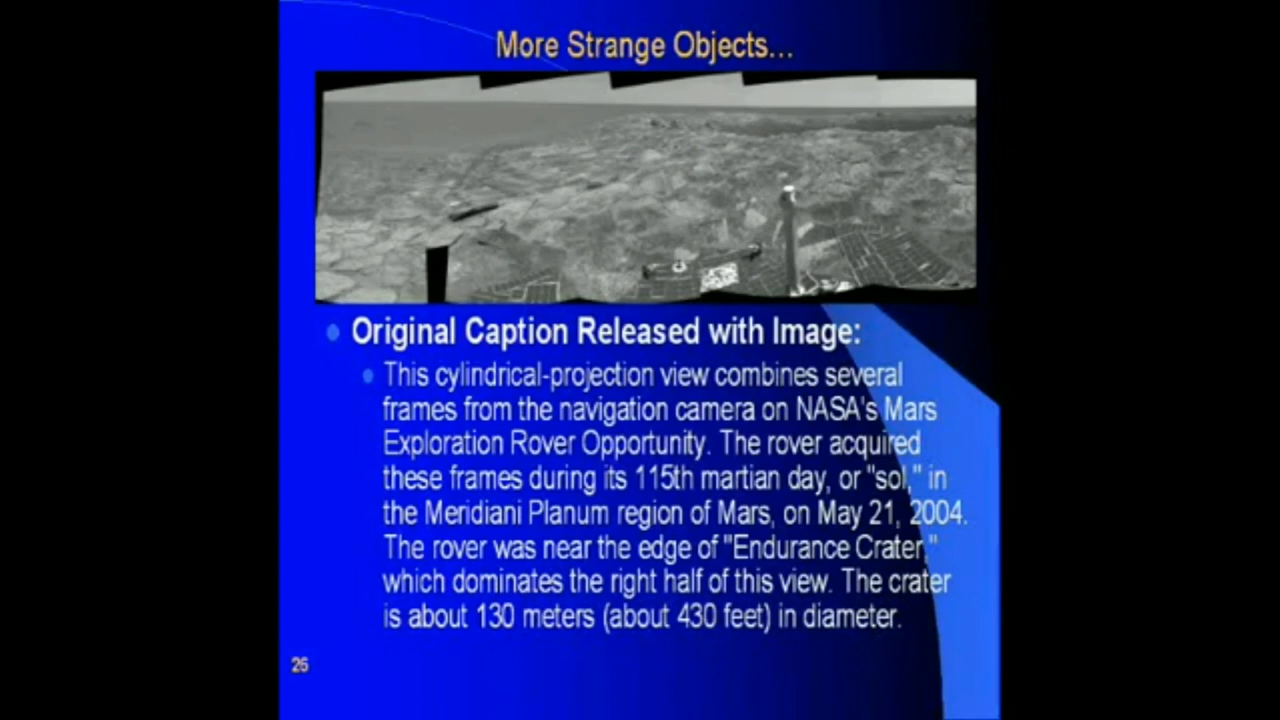 More Strange Objects...
Original Caption Released with Image:
This cylindrical-projection view combines several
frames from the navigation camera on NASA's Mars
Exploration Rover Opportunity. The rover acquired
these frames during its 115th martian day, or "sol," in
the Meridiani Planum region of Mars, on May 21, 2004.
The rover was near the edge of "Endurance Crater,"
which dominates the right half of this view. The crater
is about 130 meters (about 430 feet) in diameter.
26